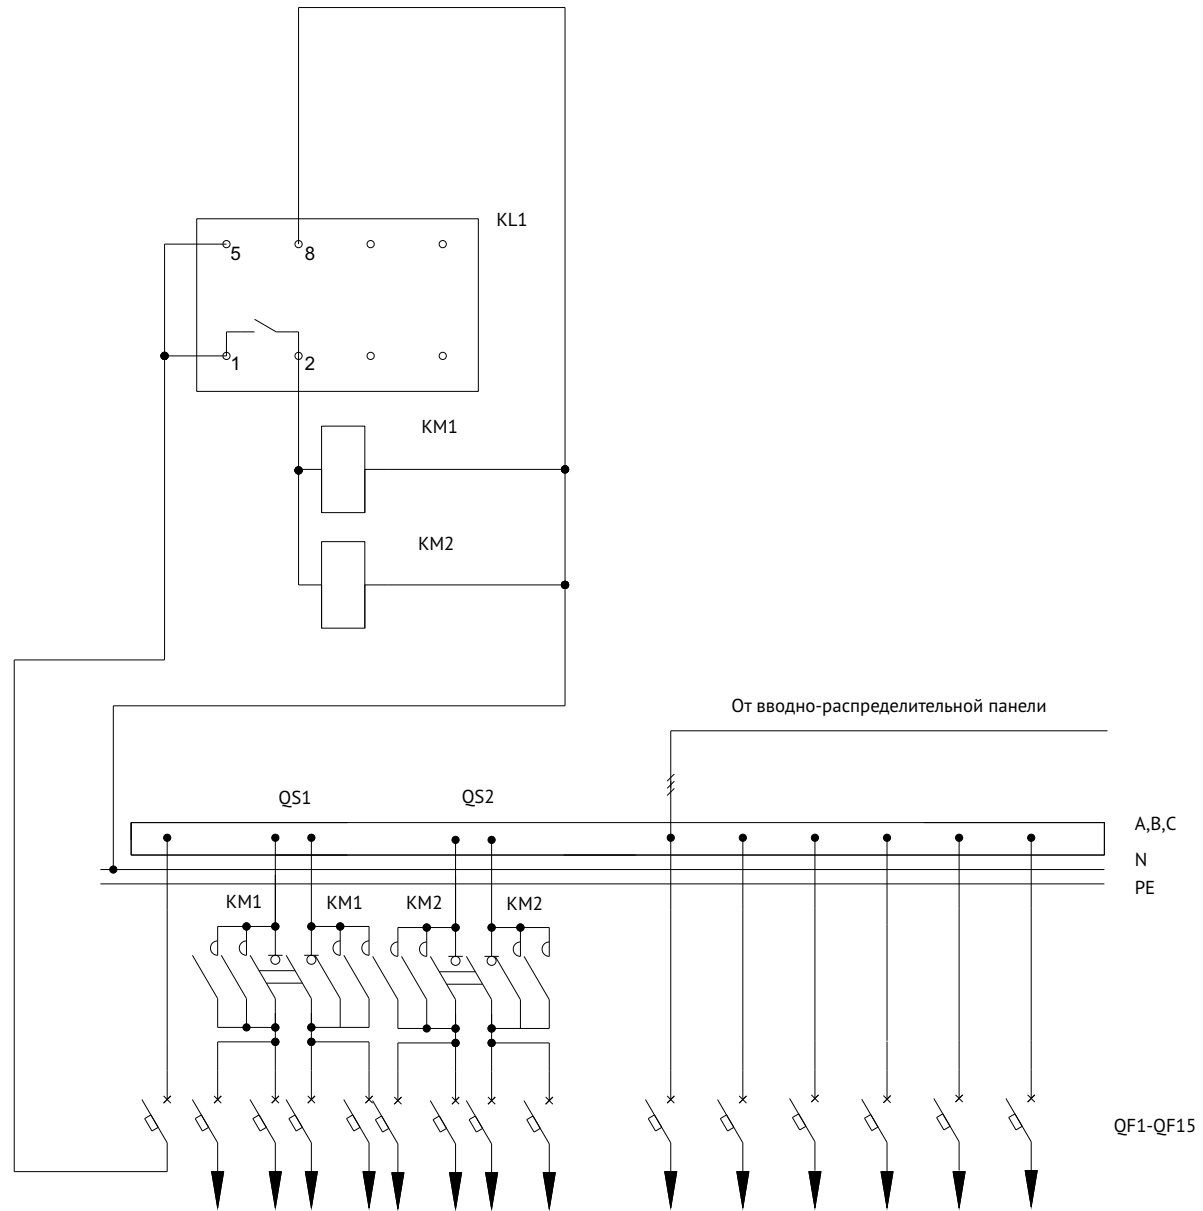 KL1
5
8
1
2
KM1
KM2
От вводно-распределительной панели
QS1
QS2
A,B,C
N
PE
KM1
KM1
KM2
KM2
QF1-QF15